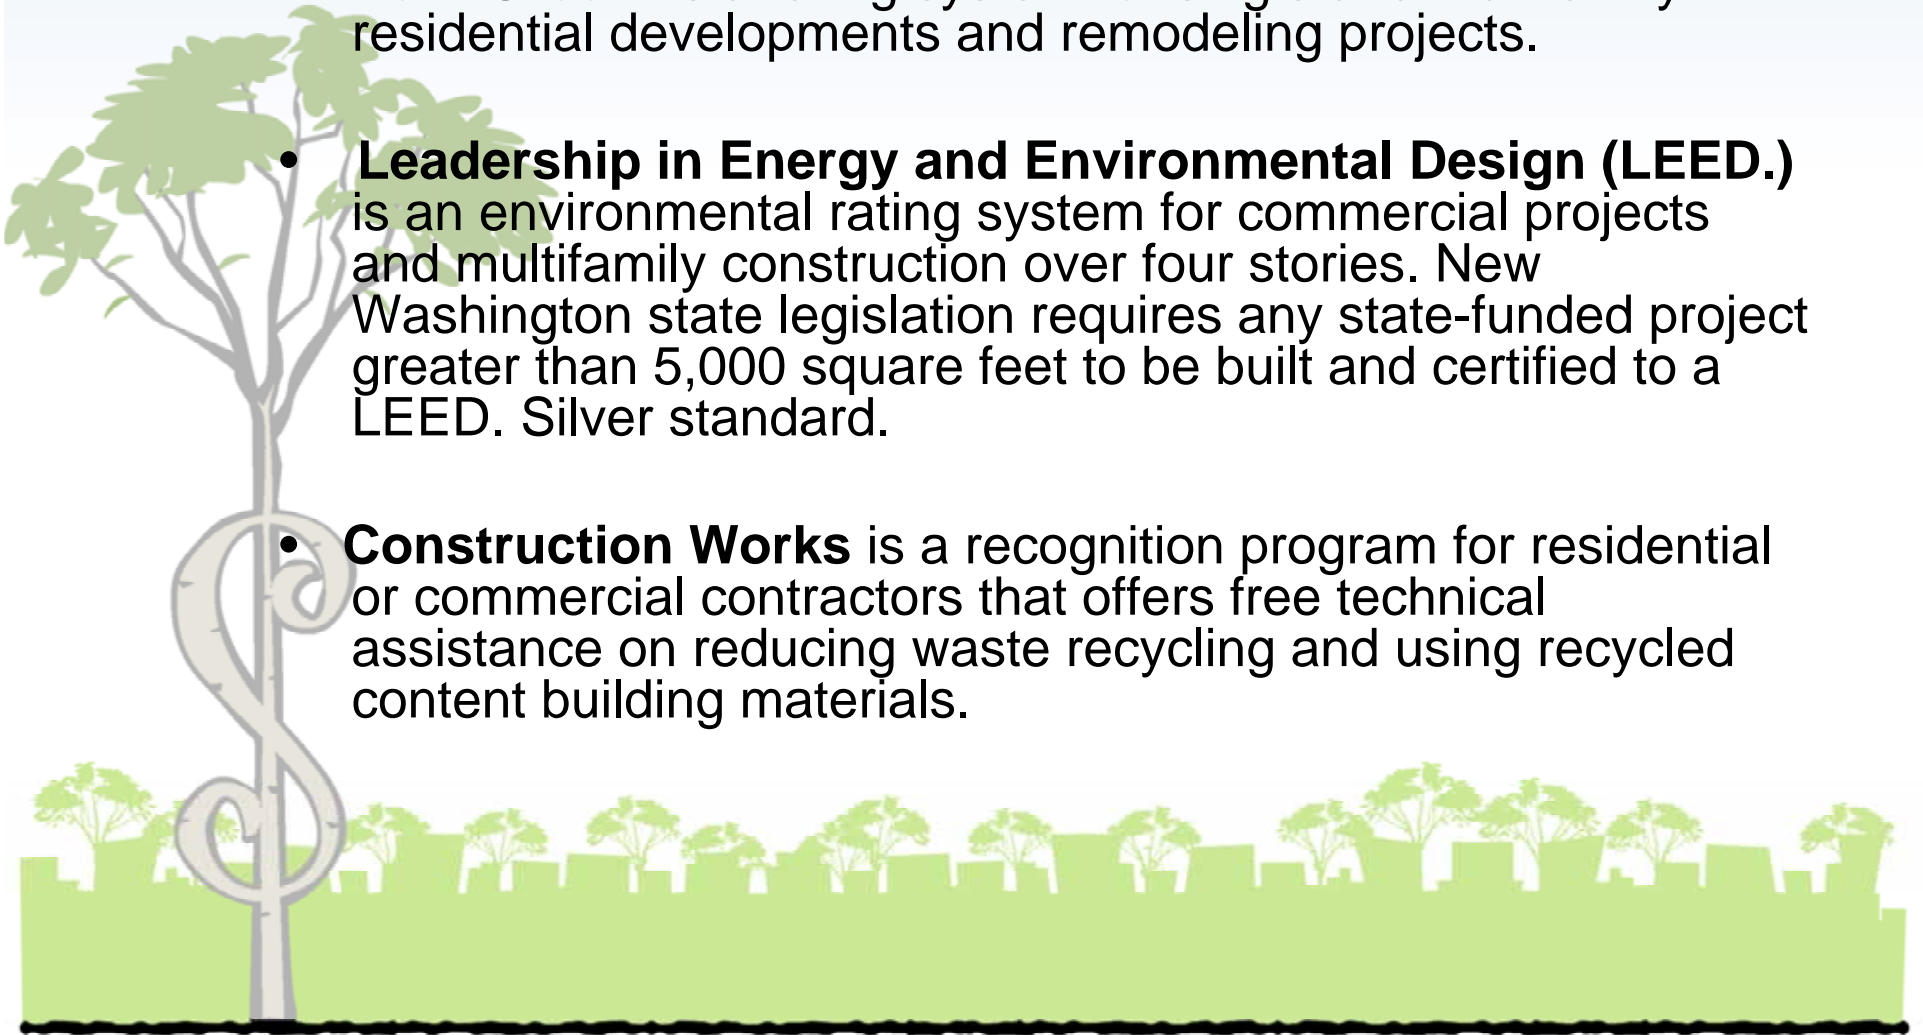 residential developments and remodeling projects.
• Leadership in Energy and Environmental Design (LEED.)
is an environmental rating system for commercial projects
and multifamily construction over four stories. New
Washington state legislation requires any state-funded project
greater than 5,000 square feet to be built and certified to a
LEED. Silver standard.
• Construction Works is a recognition program for residential
or commercial contractors that offers free technical
assistance on reducing waste recycling and using recycled
content building materials.